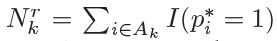 $N_k^r = \sum_{i \in A_k} I(p_i^* = 1)$